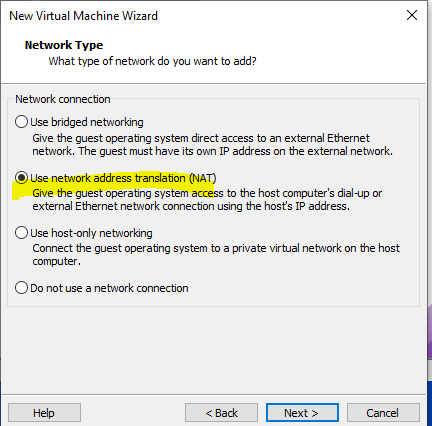 New Virtual Machine Wizard
Network Type
What type of network do you want to add?
Network connection
Use bridged networking
Give the guest operating system direct access to an external Ethernet
network. The guest must have its own IP address on the external network.
Use network address translation (NAT)
Give the guest operating system access to the host computer's dial-up or
external Ethernet network connection using the host's IP address.
Use host-only networking
Connect the guest operating system to a private virtual network on the host
computer.
Do not use a network connection
Help
< Back
Next >
Cancel